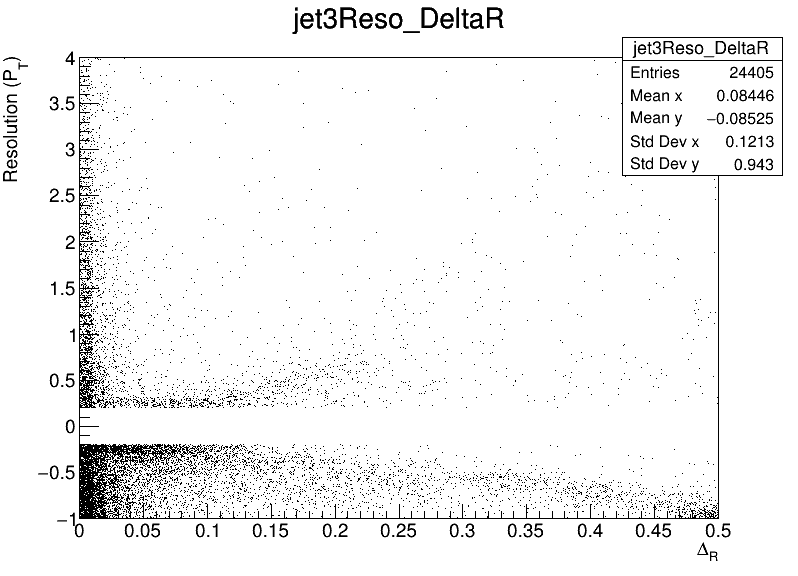 jet3Reso_DeltaR
jet3Reso_DeltaR
Entries 24405
Mean x 0.08446
Mean y −0.08525
Std Dev x 0.1213
Std Dev y 0.943
Resolution (P_T)
4
3.5
3
2.5
2
1.5
1
0.5
0
−0.5
−1
0 0.05 0.1 0.15 0.2 0.25 0.3 0.35 0.4 0.45 0.5
Δ_R